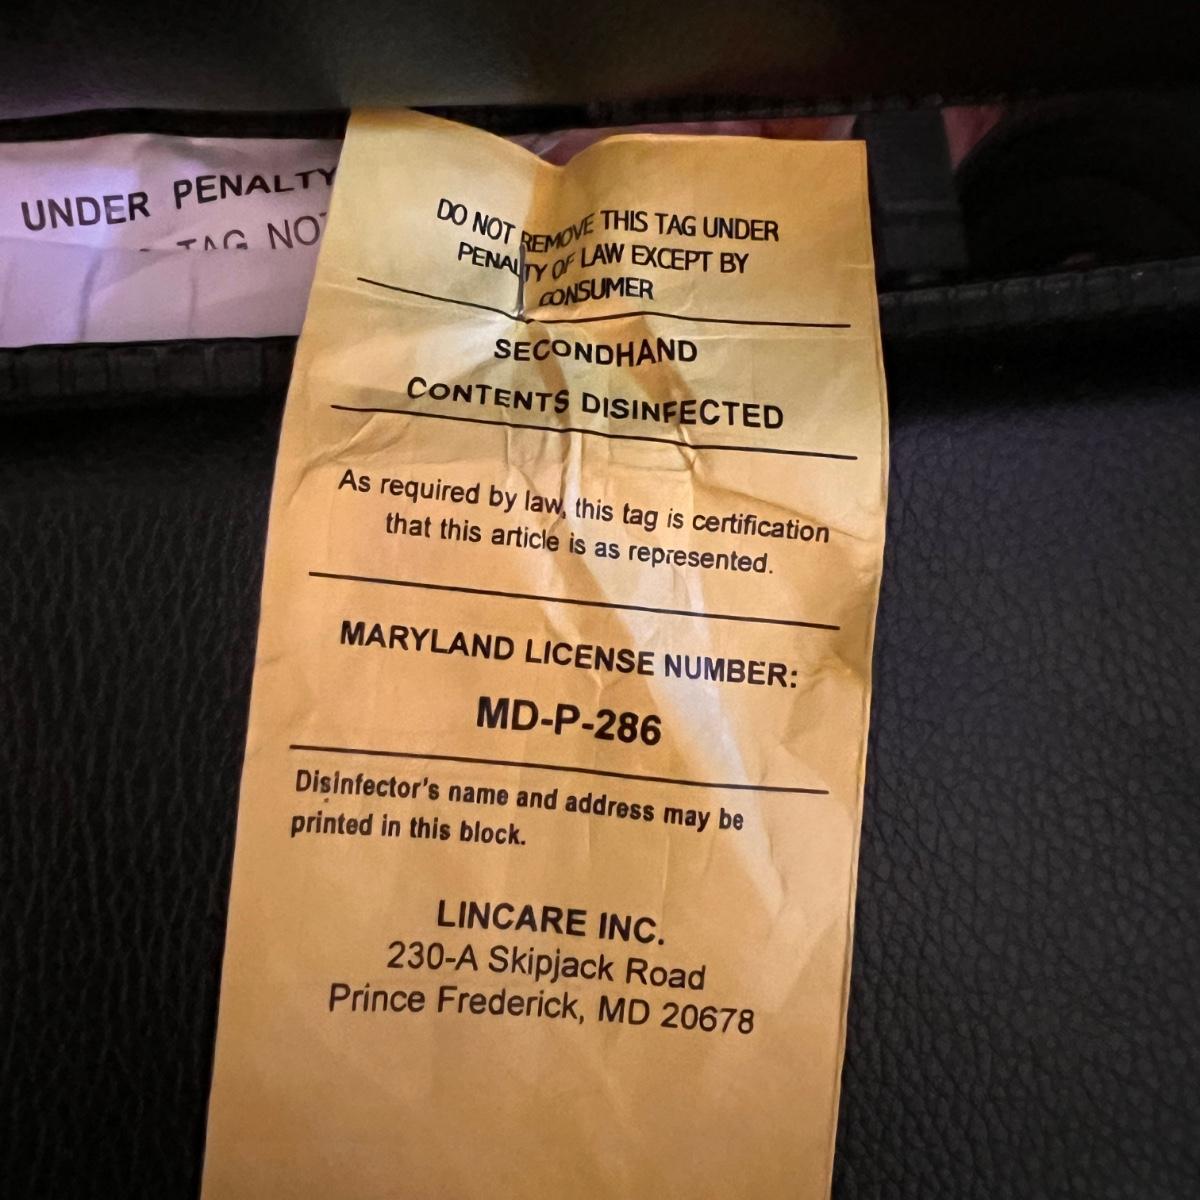 UNDER PENALTY
TAG NOT
DO NOT REMOVE THIS TAG UNDER
PENALTY OF LAW EXCEPT BY
CONSUMER
SECONDHAND
CONTENTS DISINFECTED
As required by law, this tag is certification
that this article is as represented.
MARYLAND LICENSE NUMBER:
MD-P-286
Disinfector's name and address may be
printed in this block.
LINCARE INC.
230-A Skipjack Road
Prince Frederick, MD 20678